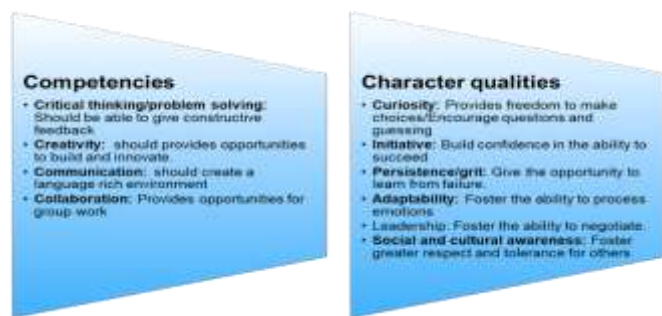 Competencies
• Critical thinking/problem solving:
Should be able to give constructive
feedback
• Creativity: should provides opportunities
to build and innovate.
• Communication: should create a
language rich environment
• Collaboration: Provides opportunities for
group work
Character qualities
• Curiosity: Provides freedom to make
choices/Encourage questions and
guessing
• Initiative: Build confidence in the ability to
succeed
• Persistence/grit: Give the opportunity to
learn from failure.
• Adaptability: Foster the ability to process
emotions
• Leadership: Foster the ability to negotiate.
• Social and cultural awareness: Foster
greater respect and tolerance for others